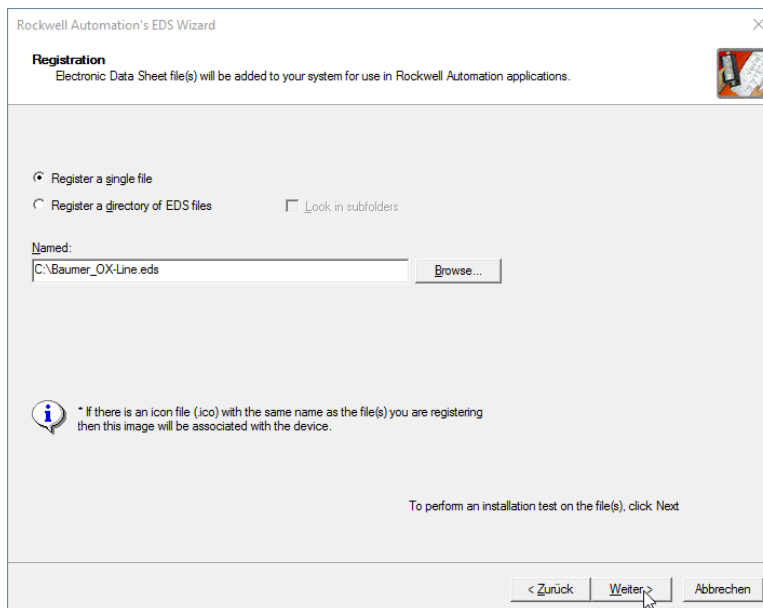 Rockwell Automation's EDS Wizard
Registration
Electronic Data Sheet file(s) will be added to your system for use in Rockwell Automation applications.
Register a single file
Register a directory of EDS files
Look in subfolders
Named:
C:\Baumer_OX-Line.eds
Browse...
* If there is an icon file (.ico) with the same name as the file(s) you are registering
then this image will be associated with the device.
To perform an installation test on the file(s), click Next
< Zurück
Weiter >
Abbrechen